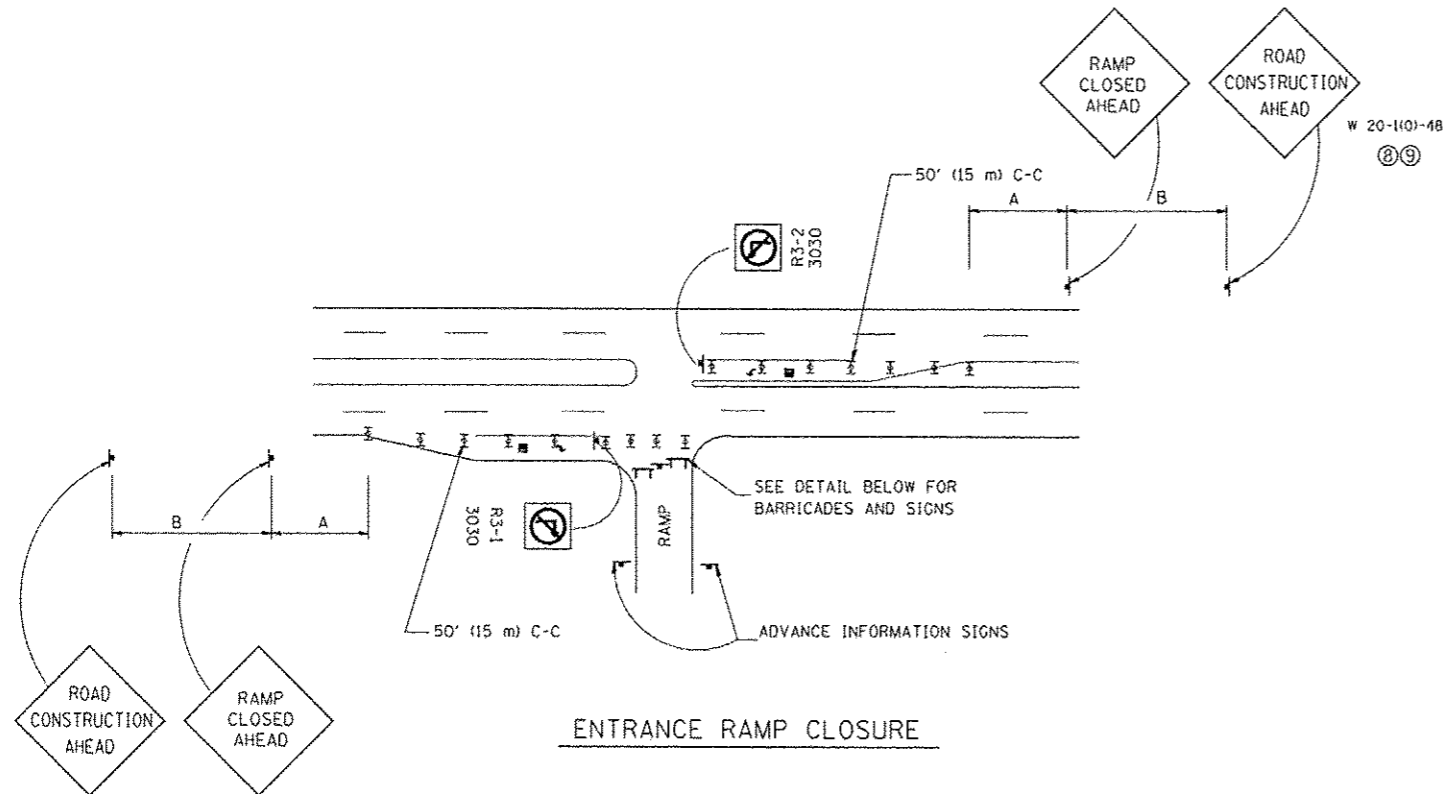 RAMP
CLOSED
AHEAD
ROAD
CONSTRUCTION
AHEAD
W 20-1(O)-48
⑧⑨
50' (15 m) C-C
A
B
R3-2
3030
SEE DETAIL BELOW FOR
BARRICADES AND SIGNS
B
A
R3-1
3030
RAMP
50' (15 m) C-C
ADVANCE INFORMATION SIGNS
ROAD
CONSTRUCTION
AHEAD
RAMP
CLOSED
AHEAD
ENTRANCE RAMP CLOSURE